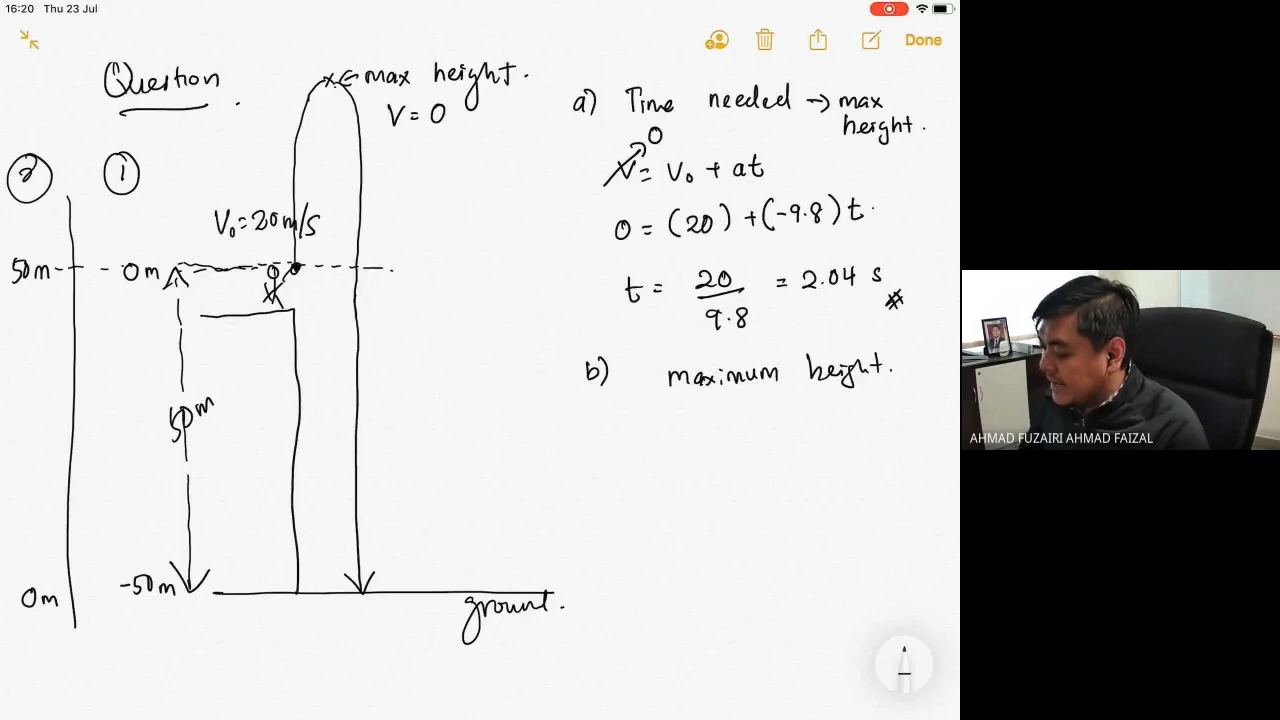 16:20 Thu 23 Jul
Done
Question
max height.
V = 0
② ①
V₀ = 20 m/s
50m
0m
50m
-50m
0m
ground.
a) Time needed → max
height.
0
V = V₀ + at
0 = (20) + (-9.8) t
t = 20/9.8 = 2.04 s
b) maximum height.
AHMAD FUZAIRI AHMAD FAIZAL